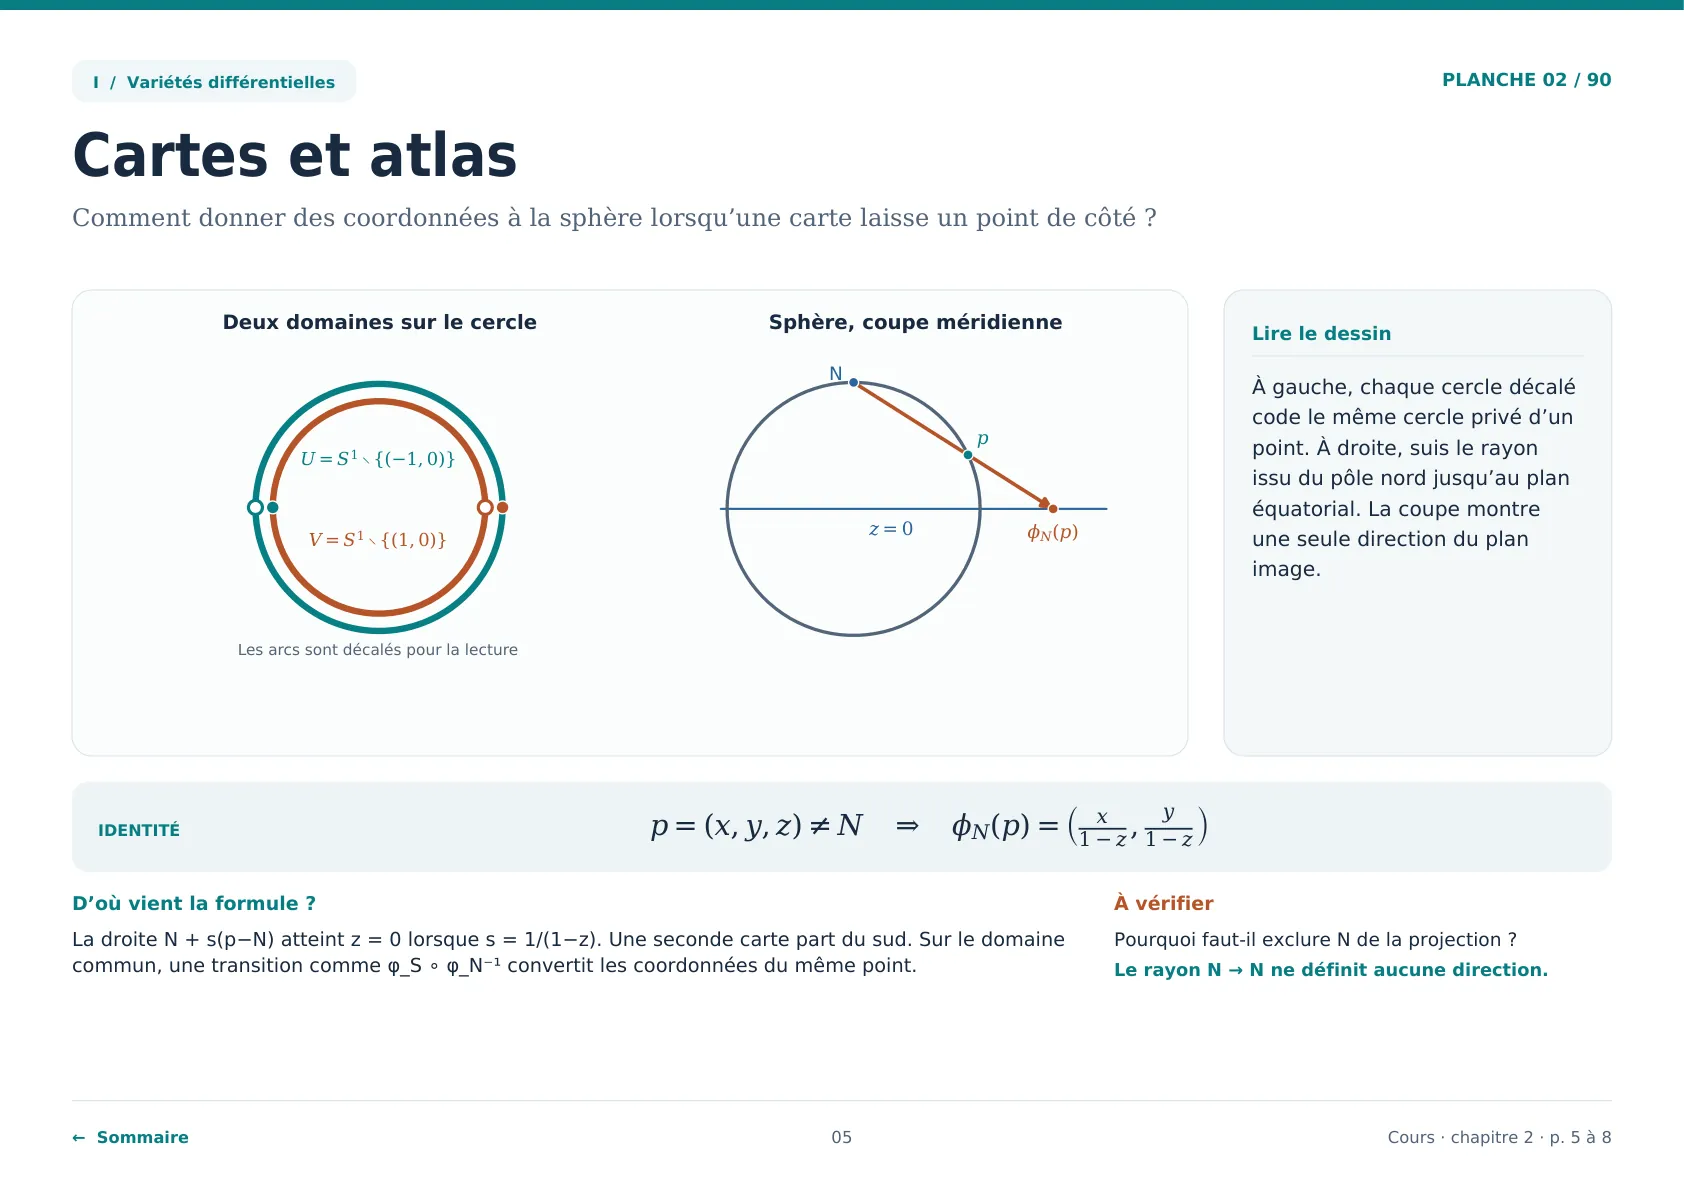 I / Variétés différentielles
PLANCHE 02 / 90
Cartes et atlas
Comment donner des coordonnées à la sphère lorsqu’une carte laisse un point de côté ?
Deux domaines sur le cercle
U = S¹ \ {(−1, 0)}
V = S¹ \ {(1, 0)}
Les arcs sont décalés pour la lecture
Sphère, coupe méridienne
N
p
z = 0
ϕ_N(p)
Lire le dessin
À gauche, chaque cercle décalé
code le même cercle privé d’un
point. À droite, suis le rayon
issu du pôle nord jusqu’au plan
équatorial. La coupe montre
une seule direction du plan
image.
IDENTITÉ
p = (x, y, z) ≠ N ⇒ ϕ_N(p) = (x/(1 − z), y/(1 − z))
D’où vient la formule ?
La droite N + s(p−N) atteint z = 0 lorsque s = 1/(1−z). Une seconde carte part du sud. Sur le domaine
commun, une transition comme φ_S ∘ φ_N⁻¹ convertit les coordonnées du même point.
À vérifier
Pourquoi faut-il exclure N de la projection ?
Le rayon N → N ne définit aucune direction.
← Sommaire
05
Cours · chapitre 2 · p. 5 à 8